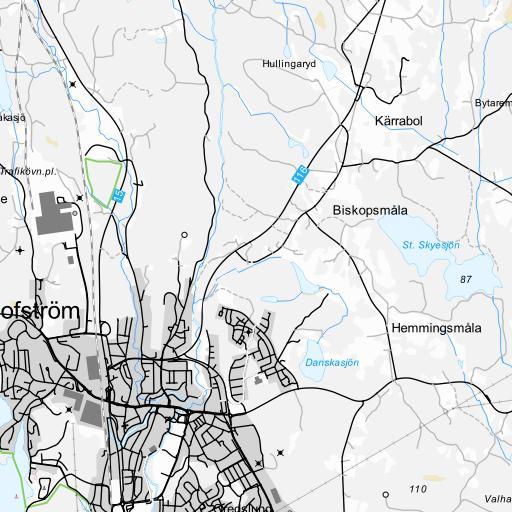 Hullingaryd
Bytarem
akasjö
Kärrabol
Trafikövn.pl.
116
15
e
Biskopsmåla
St. Skyesjön
87
ofström
Hemmingsmåla
Danskasjön
110
Valha